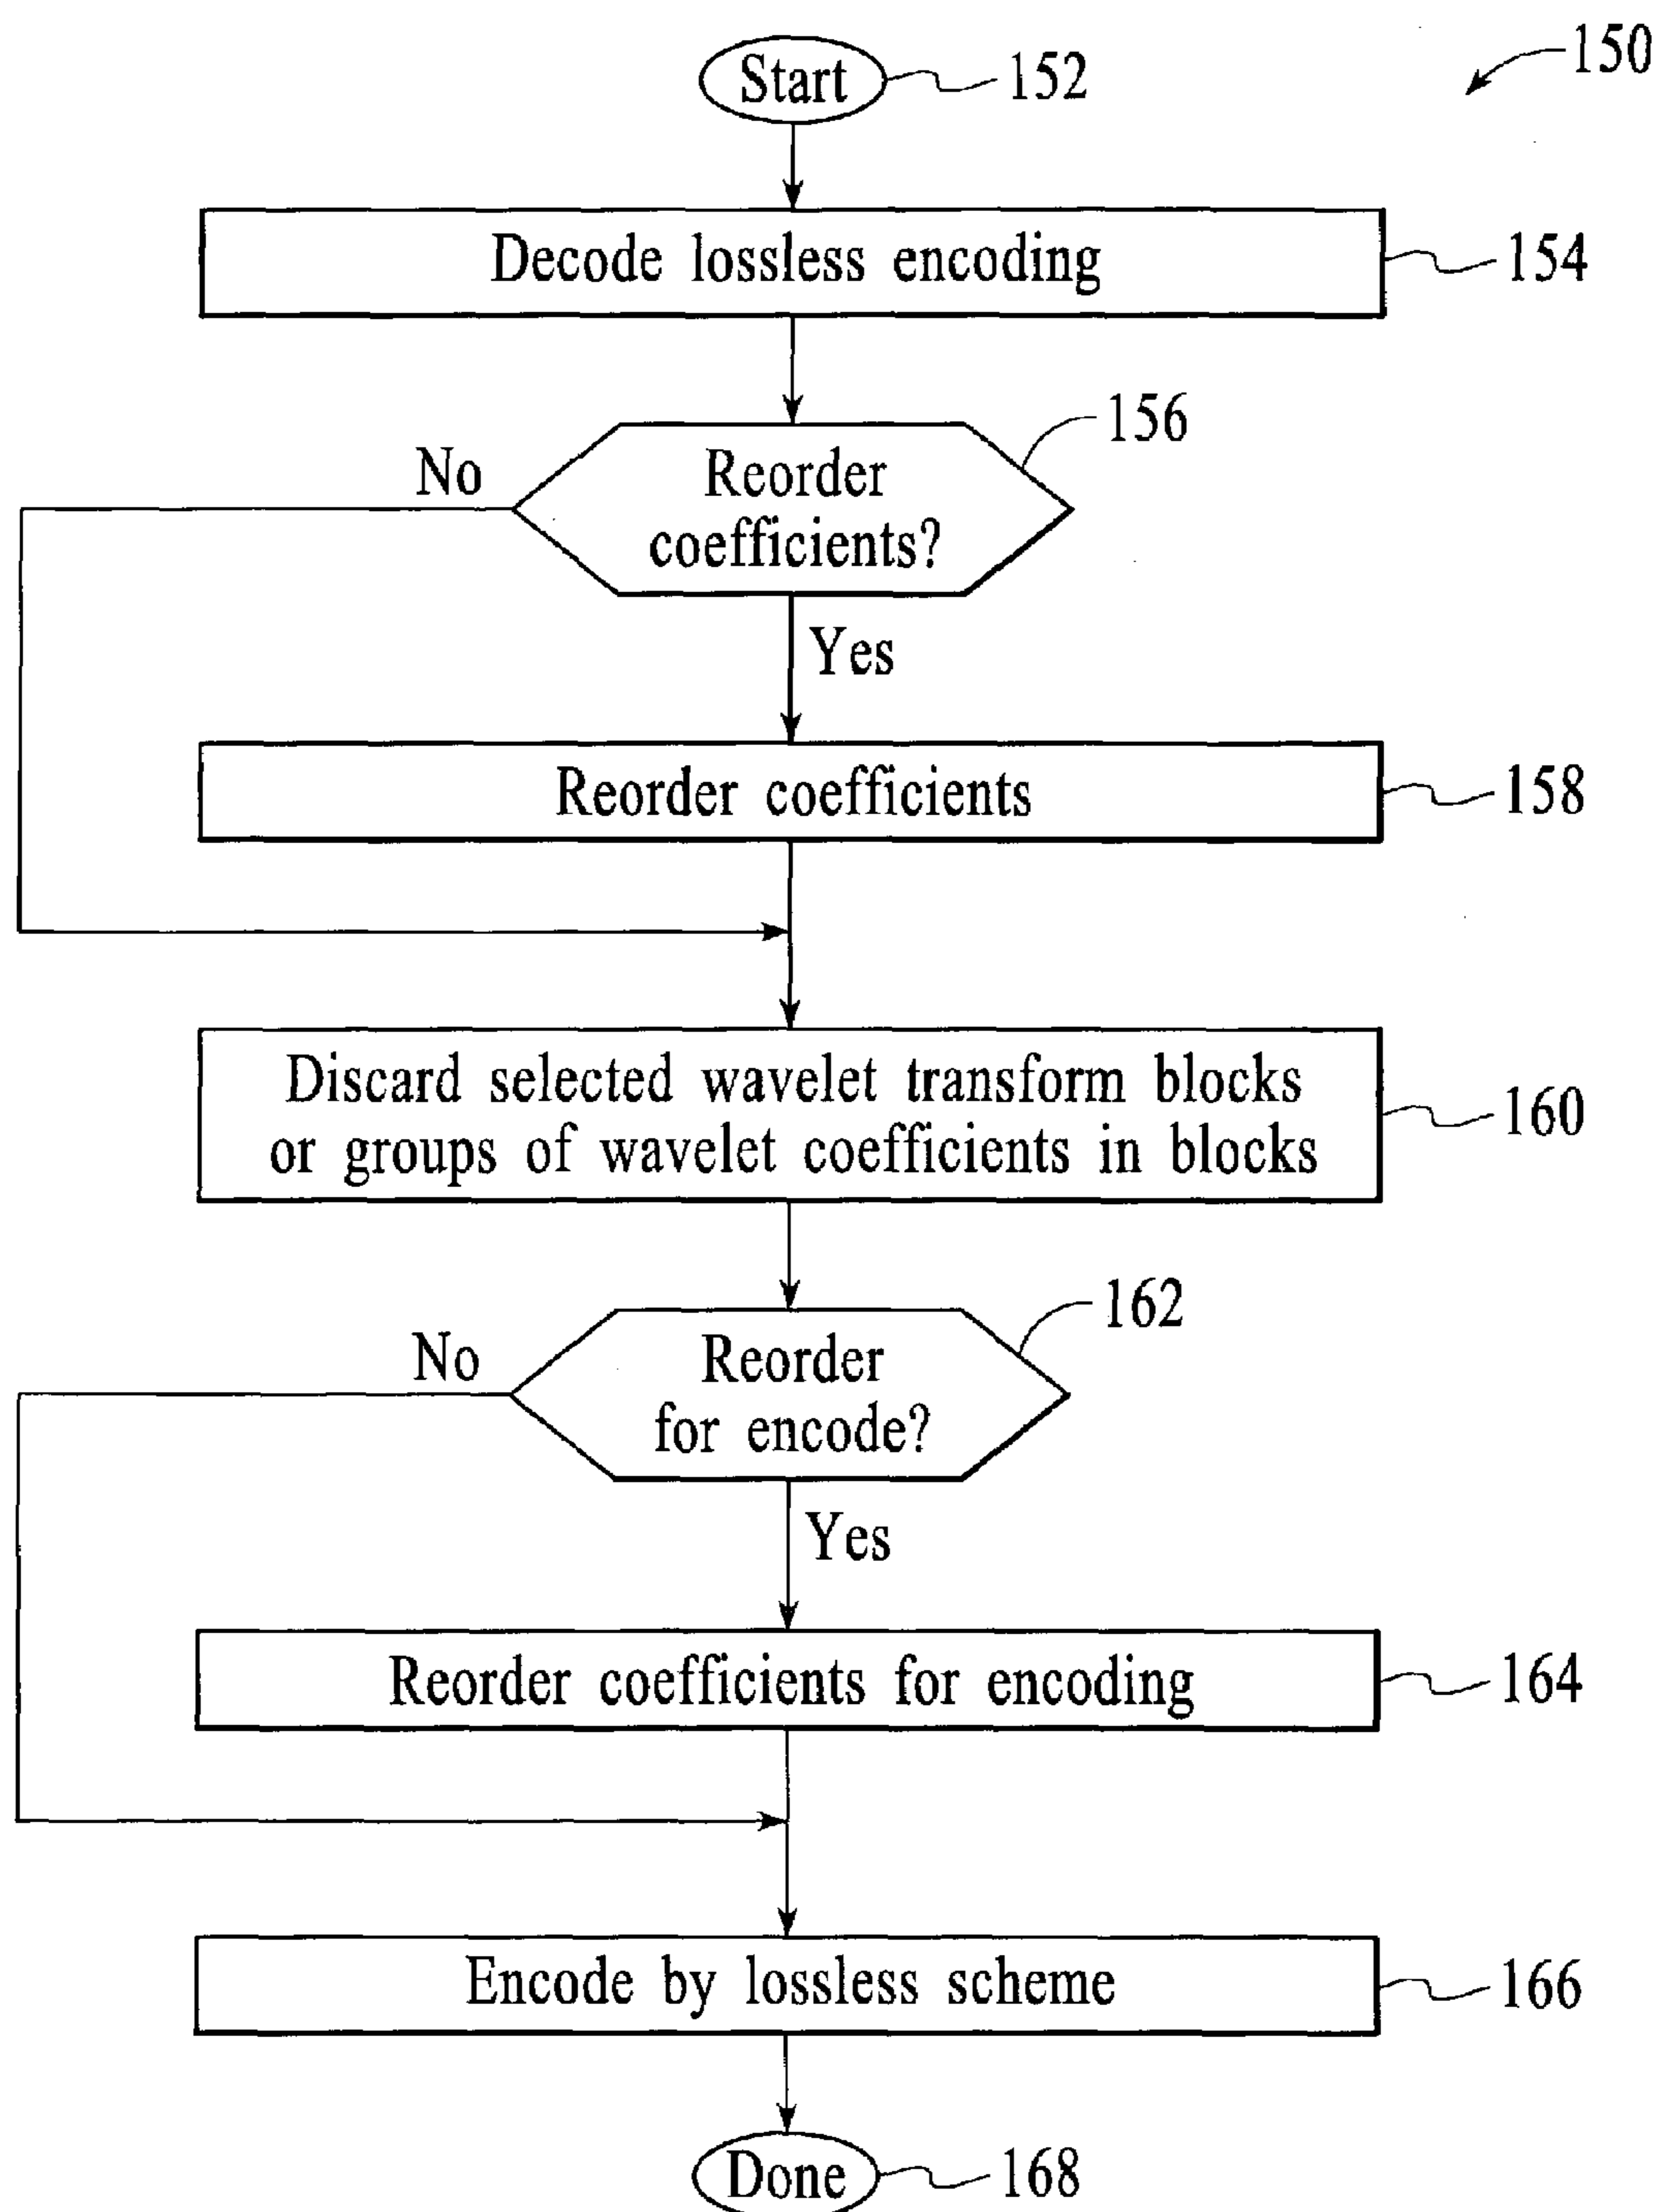 150
Start
152
Decode lossless encoding
154
156
No
Reorder
coefficients?
Yes
Reorder coefficients
158
Discard selected wavelet transform blocks
or groups of wavelet coefficients in blocks
160
162
No
Reorder
for encode?
Yes
Reorder coefficients for encoding
164
Encode by lossless scheme
166
Done
168